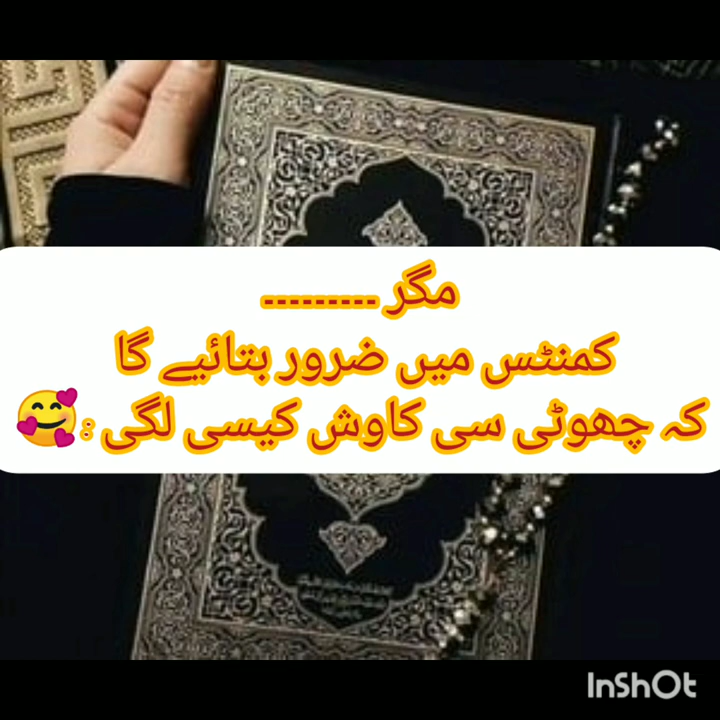 مگر ---------
کمنٹس میں ضرور بتائیے گا
کہ چھوٹی سی کاوش کیسی لگی :🥰
InShOt